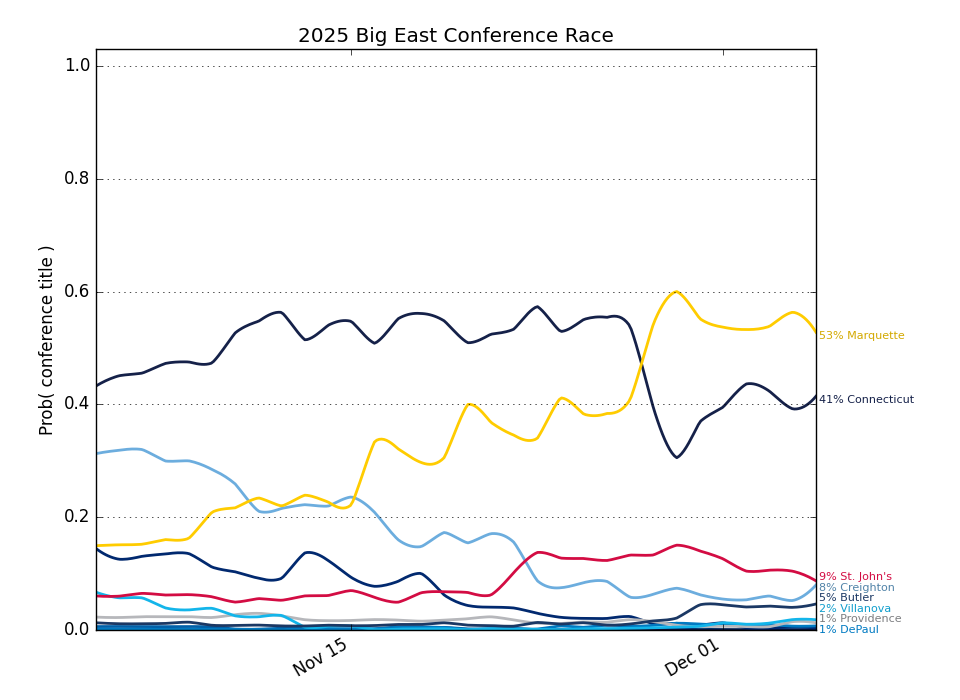 2025 Big East Conference Race
1.0
0.8
0.6
0.4
0.2
0.0
Prob( conference title )
Nov 15
Dec 01
53% Marquette
41% Connecticut
9% St. John's
8% Creighton
5% Butler
2% Villanova
1% Providence
1% DePaul